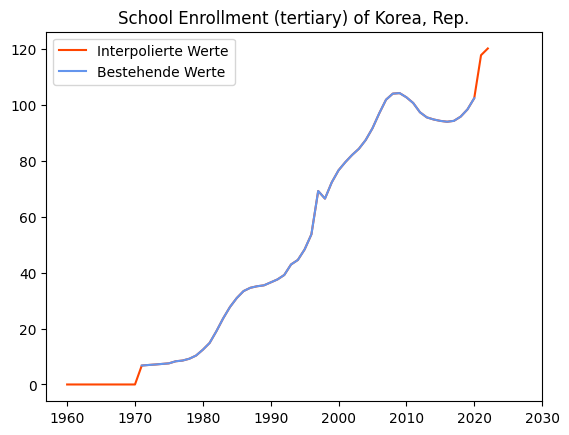 School Enrollment (tertiary) of Korea, Rep.
Interpolierte Werte
Bestehende Werte
120
100
80
60
40
20
0
1960 1970 1980 1990 2000 2010 2020 2030